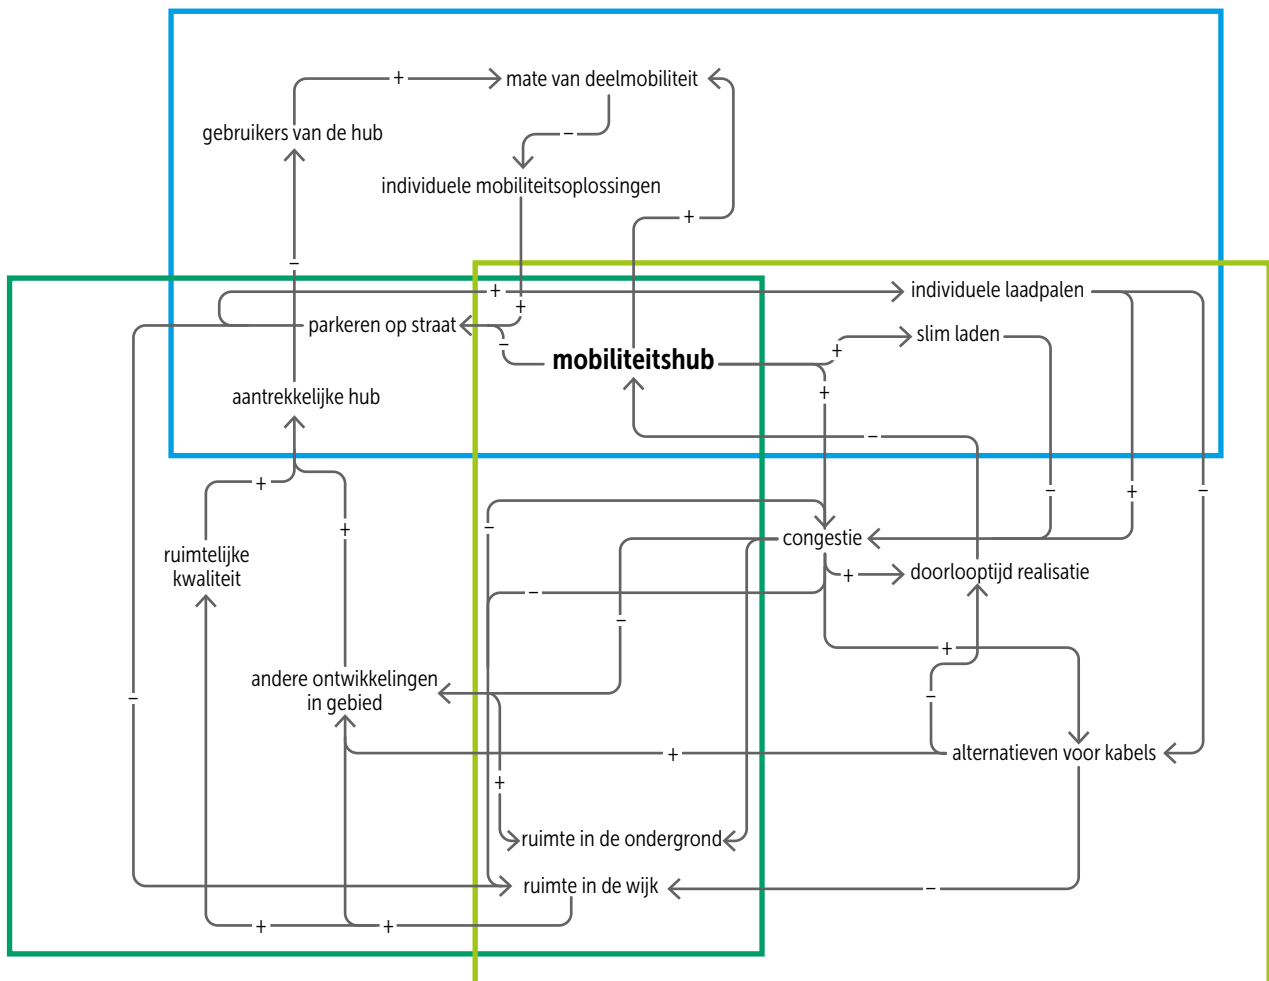 +
mate van deelmobiliteit
gebruikers van de hub
–
individuele mobiliteitsoplossingen
+
–
+
individuele laadpalen
+
parkeren op straat
–
slim laden
+
mobiliteitshub
+
aantrekkelijke hub
–
+
–
+
–
–
+
congestie
ruimtelijke
kwaliteit
+
doorlooptijd realisatie
–
–
+
andere ontwikkelingen
in gebied
–
–
+
alternatieven voor kabels
+
ruimte in de ondergrond
ruimte in de wijk
–
+
+